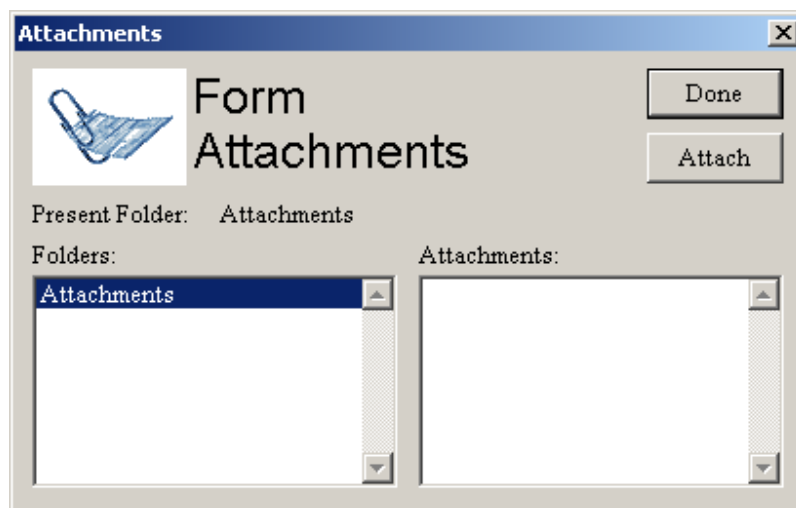 Attachments
Form
Attachments
Done
Attach
Present Folder: Attachments
Folders:
Attachments:
Attachments